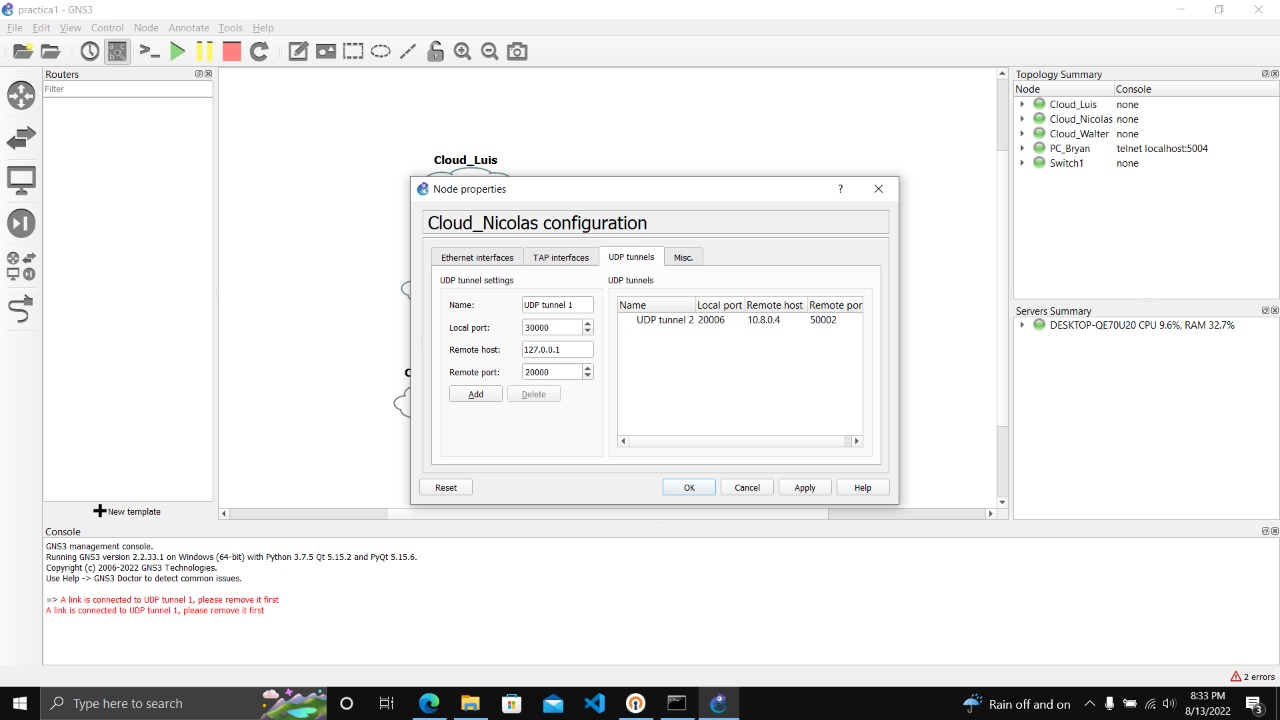 practica1 - GNS3
File Edit View Control Node Annotate Tools Help
Routers
Filter
New template
Cloud_Luis
Node properties
?
Cloud_Nicolas configuration
Ethernet interfaces TAP interfaces UDP tunnels Misc.
UDP tunnel settings
Name: UDP tunnel 1
Local port: 30000
Remote host: 127.0.0.1
Remote port: 20000
Add Delete
UDP tunnels
Name Local port Remote host Remote por
UDP tunnel 2 20006 10.8.0.4 50002
Reset OK Cancel Apply Help
Topology Summary
Node Console
Cloud_Luis none
Cloud_Nicolas none
Cloud_Walter none
PC_Bryan telnet localhost:5004
Switch1 none
Servers Summary
DESKTOP-QE70U20 CPU 9.6%, RAM 32.7%
Console
GNS3 management console.
Running GNS3 version 2.2.33.1 on Windows (64-bit) with Python 3.7.5 Qt 5.15.2 and PyQt 5.15.6.
Copyright (c) 2006-2022 GNS3 Technologies.
Use Help -> GNS3 Doctor to detect common issues.
=> A link is connected to UDP tunnel 1, please remove it first
A link is connected to UDP tunnel 1, please remove it first
2 errors
Type here to search
Rain off and on
8:33 PM
8/13/2022
3